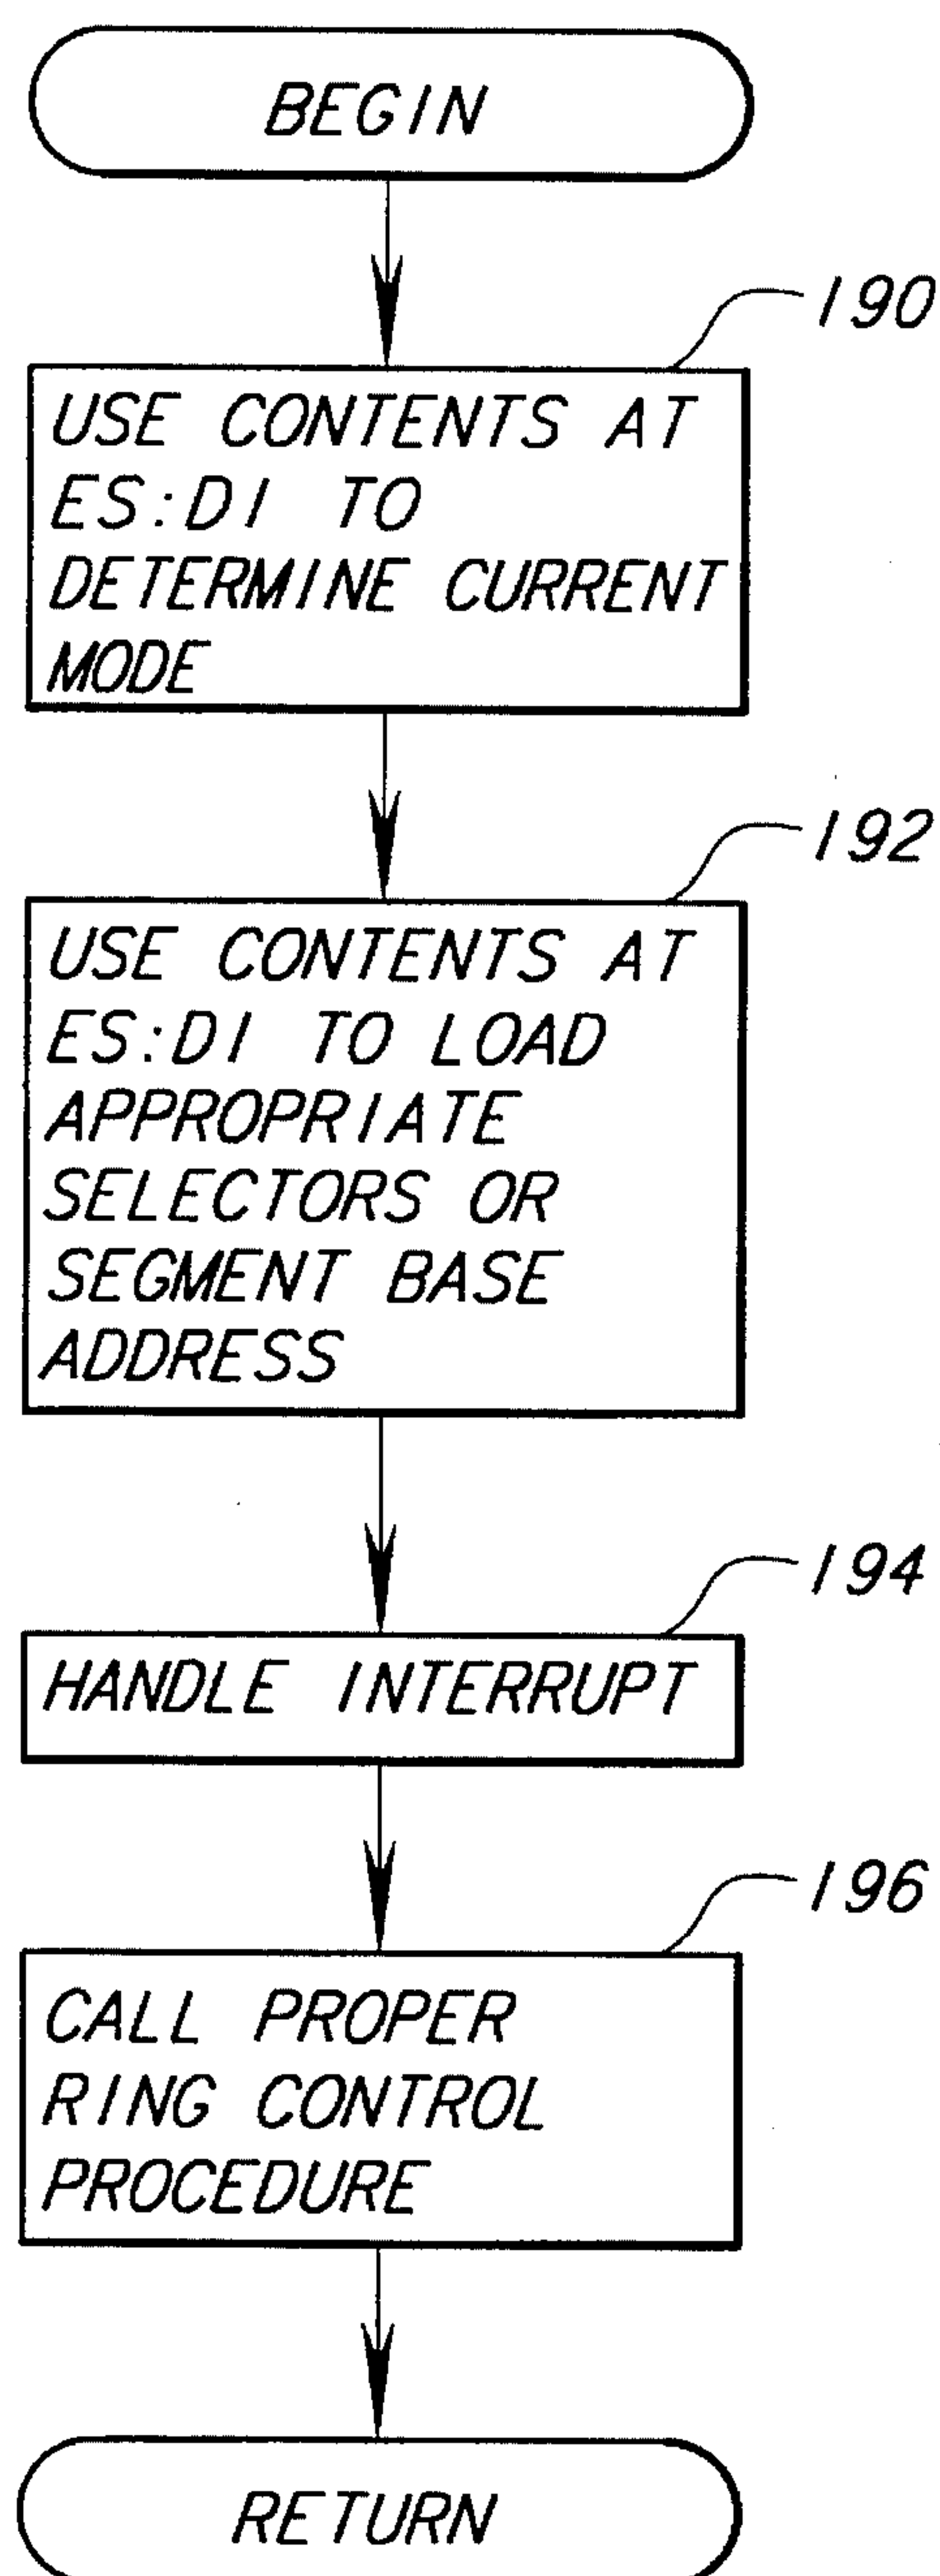 BEGIN
190
USE CONTENTS AT
ES:DI TO
DETERMINE CURRENT
MODE
192
USE CONTENTS AT
ES:DI TO LOAD
APPROPRIATE
SELECTORS OR
SEGMENT BASE
ADDRESS
194
HANDLE INTERRUPT
196
CALL PROPER
RING CONTROL
PROCEDURE
RETURN